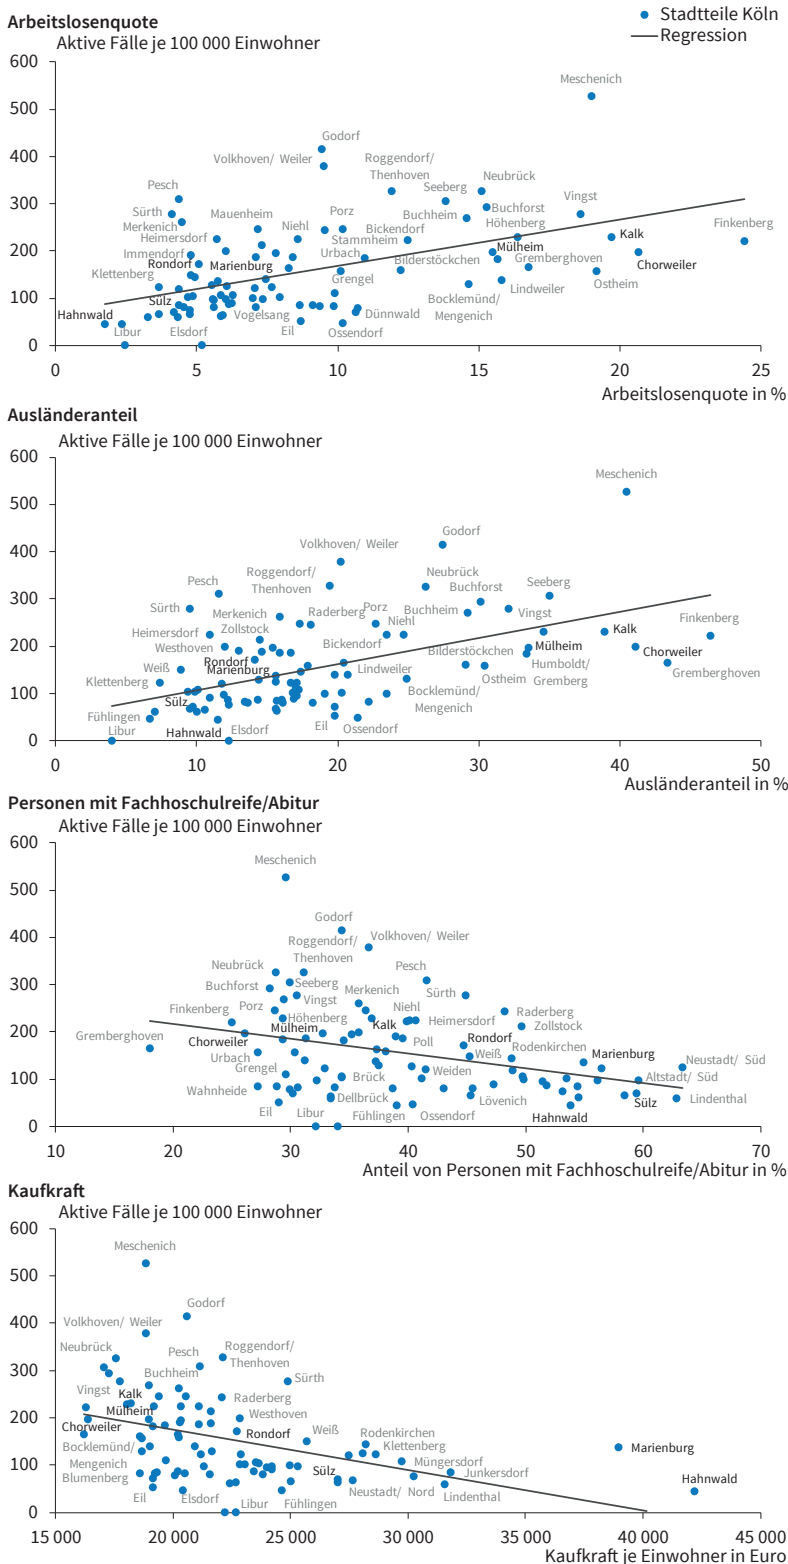 Arbeitslosenquote
Stadtteile Köln
Regression
Aktive Fälle je 100 000 Einwohner
600
500
400
300
200
100
0
Meschenich
Godorf
Volkhoven/ Weiler
Roggendorf/
Thenhoven
Neubrück
Pesch
Seeberg
Vingst
Sürth
Mauenheim
Porz
Buchheim
Buchforst
Merkenich
Niehl
Bickendorf
Höhenberg
Finkenberg
Heimersdorf
Stammheim
Kalk
Mülheim
Immendorf
Urbach
Bilderstöckchen
Gremberghoven
Rondorf
Marienburg
Chorweiler
Klettenberg
Grengel
Lindweiler
Ostheim
Sülz
Bocklemünd/
Mengenich
Hahnwald
Vogelsang
Dünnwald
Libur
Elsdorf
Eil
Ossendorf
0 5 10 15 20 25
Arbeitslosenquote in %
Ausländeranteil
Aktive Fälle je 100 000 Einwohner
600
500
400
300
200
100
0
Meschenich
Godorf
Volkhoven/ Weiler
Roggendorf/
Thenhoven
Neubrück
Pesch
Buchforst
Seeberg
Sürth
Merkenich
Raderberg
Porz
Buchheim
Vingst
Finkenberg
Heimersdorf
Zollstock
Niehl
Kalk
Westhoven
Bickendorf
Bilderstöckchen
Mülheim
Chorweiler
Weiß
Rondorf
Marienburg
Lindweiler
Humboldt/
Gremberg
Gremberghoven
Klettenberg
Ostheim
Bocklemünd/
Mengenich
Sülz
Fühlingen
Libur
Hahnwald
Elsdorf
Eil
Ossendorf
0 10 20 30 40 50
Ausländeranteil in %
Personen mit Fachhoschulreife/Abitur
Aktive Fälle je 100 000 Einwohner
600
500
400
300
200
100
0
Meschenich
Godorf
Roggendorf/
Thenhoven
Volkhoven/ Weiler
Neubrück
Pesch
Buchforst
Seeberg
Merkenich
Sürth
Vingst
Finkenberg
Porz
Niehl
Raderberg
Höhenberg
Heimersdorf
Zollstock
Mülheim
Kalk
Gremberghoven
Chorweiler
Poll
Rondorf
Rodenkirchen
Urbach
Weiß
Marienburg
Neustadt/ Süd
Grengel
Brück
Weiden
Altstadt/ Süd
Wahnheide
Dellbrück
Lövenich
Sülz
Lindenthal
Eil
Libur
Fühlingen
Ossendorf
Hahnwald
10 20 30 40 50 60 70
Anteil von Personen mit Fachhoschulreife/Abitur in %
Kaufkraft
Aktive Fälle je 100 000 Einwohner
600
500
400
300
200
100
0
Meschenich
Godorf
Volkhoven/ Weiler
Neubrück
Pesch
Roggendorf/
Thenhoven
Buchheim
Sürth
Vingst
Kalk
Raderberg
Mülheim
Westhoven
Chorweiler
Rondorf
Weiß
Rodenkirchen
Bocklemünd/
Mengenich
Klettenberg
Marienburg
Blumenberg
Sülz
Müngersdorf
Junkersdorf
Hahnwald
Eil
Elsdorf
Libur
Fühlingen
Neustadt/ Nord
Lindenthal
15 000 20 000 25 000 30 000 35 000 40 000 45 000
Kaufkraft je Einwohner in Euro